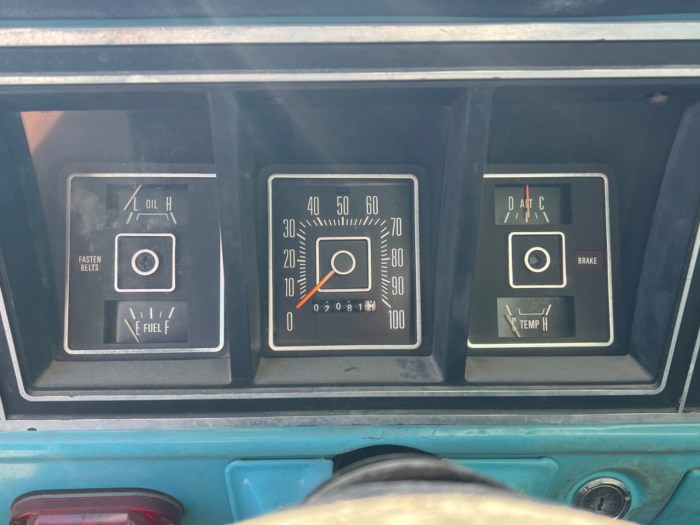 L OIL H
FASTEN
BELTS
E FUEL F
40 50 60
30 70
20 80
10 90
0 100
D ALT C
BRAKE
C TEMP H